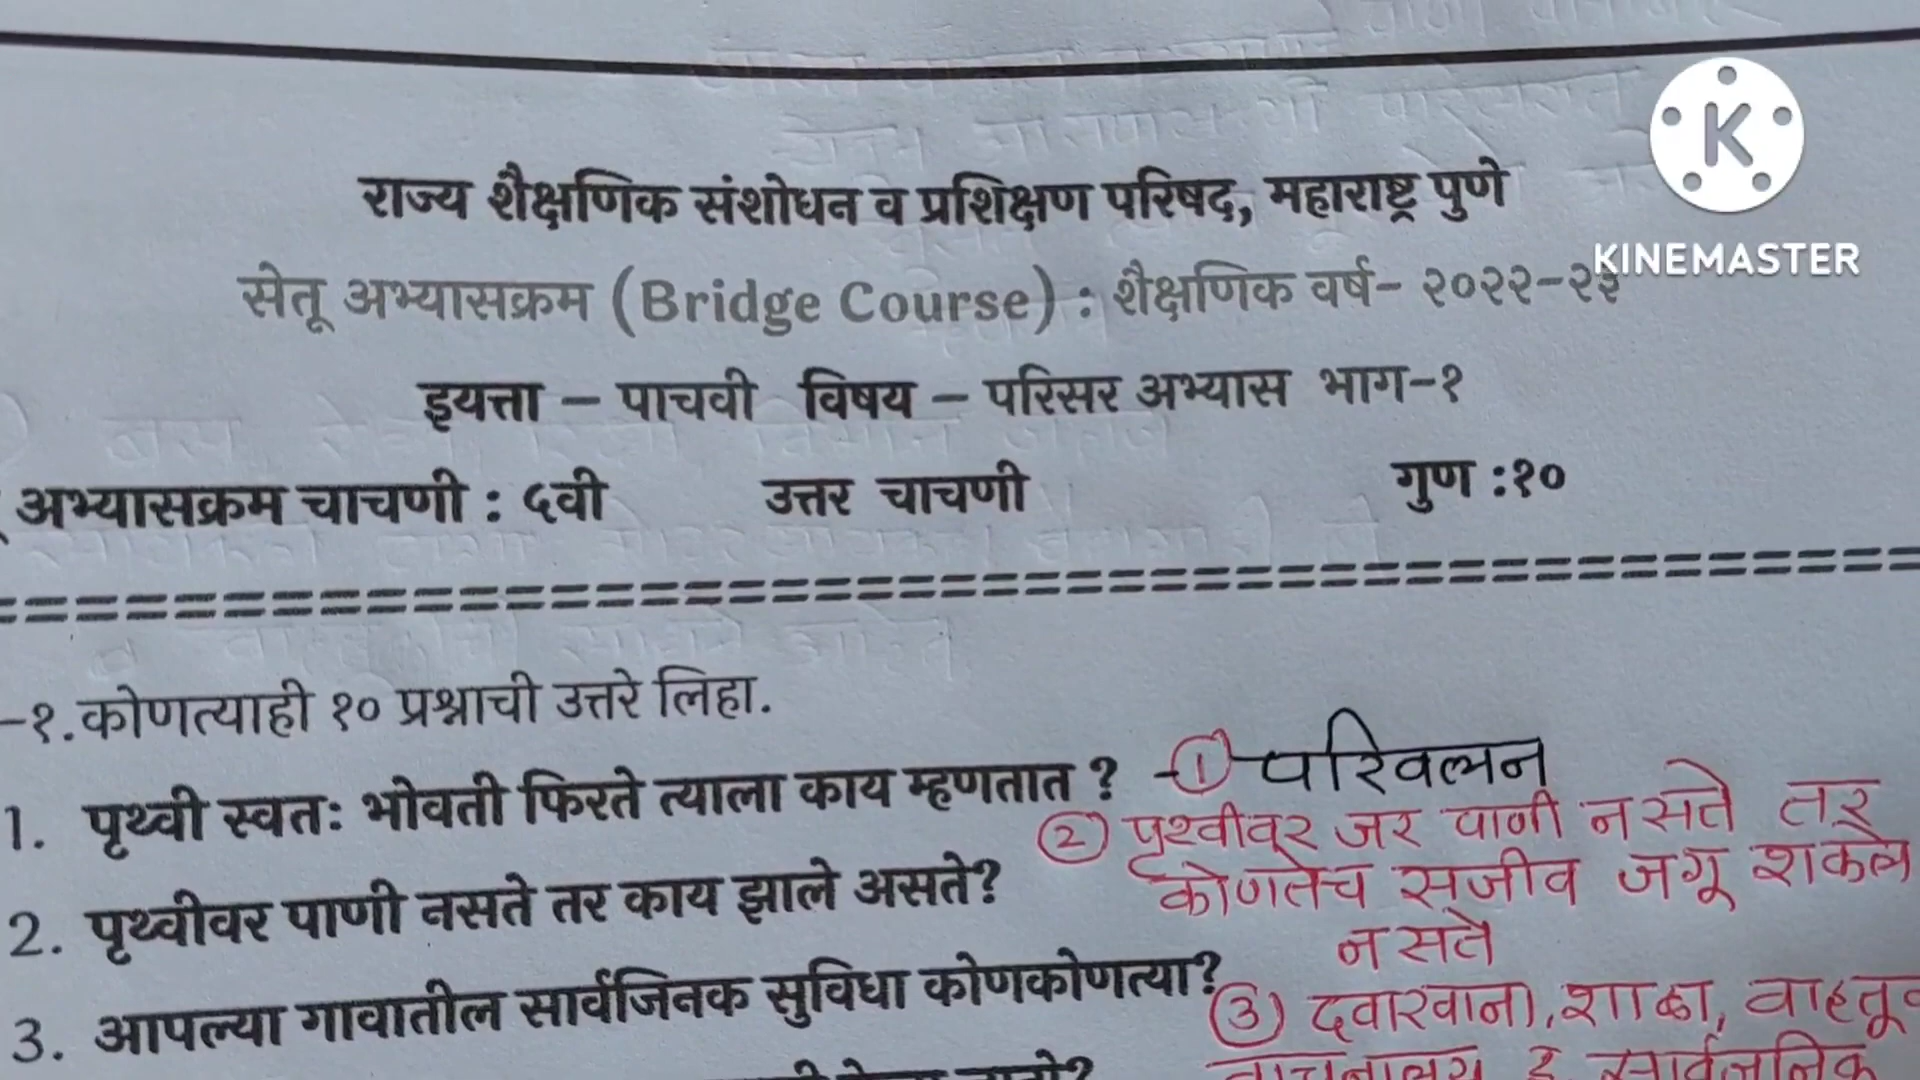 राज्य शैक्षणिक संशोधन व प्रशिक्षण परिषद, महाराष्ट्र पुणे
सेतू अभ्यासक्रम (Bridge Course) : शैक्षणिक वर्ष- २०२२-२३
KINEMASTER
इयत्ता – पाचवी विषय – परिसर अभ्यास भाग-१
अभ्यासक्रम चाचणी : ५वी उत्तर चाचणी गुण :१०
-१.कोणत्याही १० प्रश्नाची उत्तरे लिहा.
1. पृथ्वी स्वतः भोवती फिरते त्याला काय म्हणतात ? -① परिवलन
② पृथ्वीवर जर पाणी नसते तर
2. पृथ्वीवर पाणी नसते तर काय झाले असते? कोणतेच सजीव जगू शकले
नसते
3. आपल्या गावातील सार्वजिनक सुविधा कोणकोणत्या? ③ दवाखाना, शाळा,